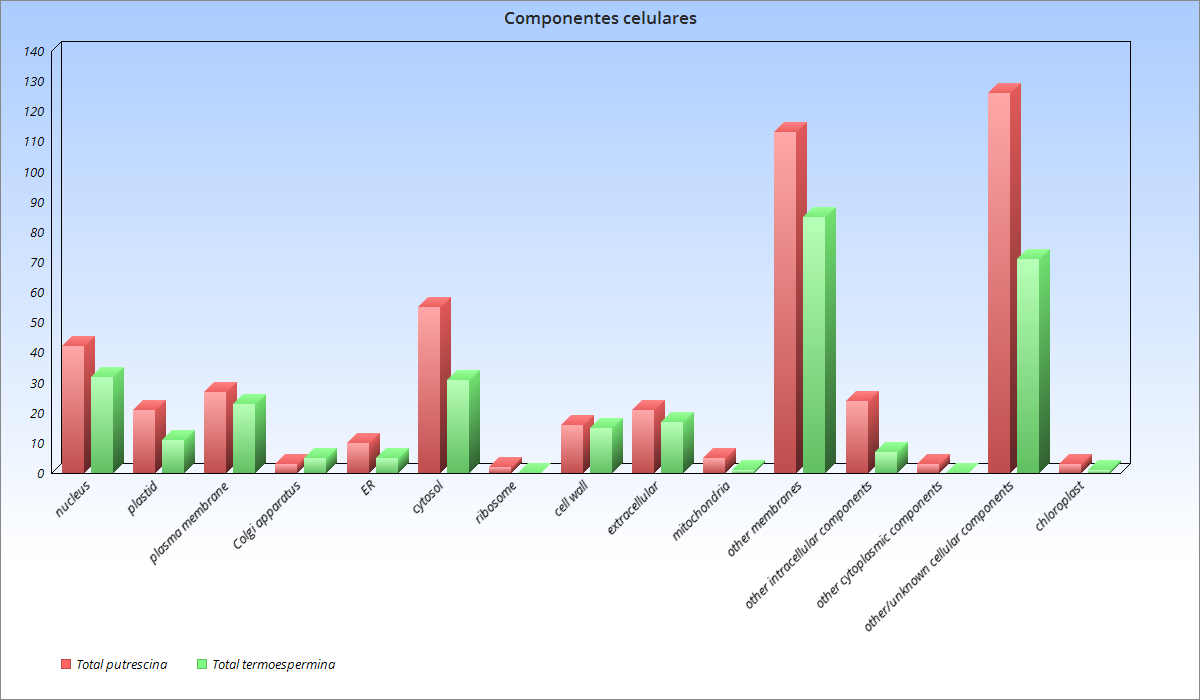 Componentes celulares
140
130
120
110
100
90
80
70
60
50
40
30
20
10
0
nucleus
plastid
plasma membrane
Golgi apparatus
ER
cytosol
ribosome
cell wall
extracellular
mitochondria
other membranes
other intracellular components
other cytoplasmic components
other/unknown cellular components
chloroplast
Total putrescina
Total termoespermina